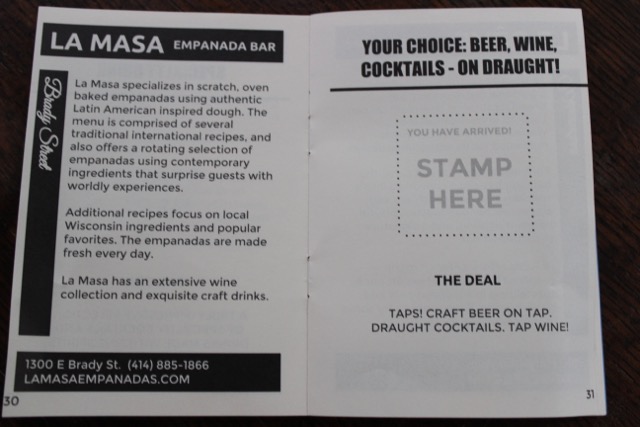 LA MASA EMPANADA BAR
Brady Street
La Masa specializes in scratch, oven
baked empanadas using authentic
Latin American inspired dough. The
menu is comprised of several
traditional international recipes, and
also offers a rotating selection of
empanadas using contemporary
ingredients that surprise guests with
worldly experiences.
Additional recipes focus on local
Wisconsin ingredients and popular
favorites. The empanadas are made
fresh every day.
La Masa has an extensive wine
collection and exquisite craft drinks.
1300 E Brady St. (414) 885-1866
LAMASAEMPANADAS.COM
30
YOUR CHOICE: BEER, WINE,
COCKTAILS - ON DRAUGHT!
YOU HAVE ARRIVED!
STAMP
HERE
THE DEAL
TAPS! CRAFT BEER ON TAP.
DRAUGHT COCKTAILS. TAP WINE!
31